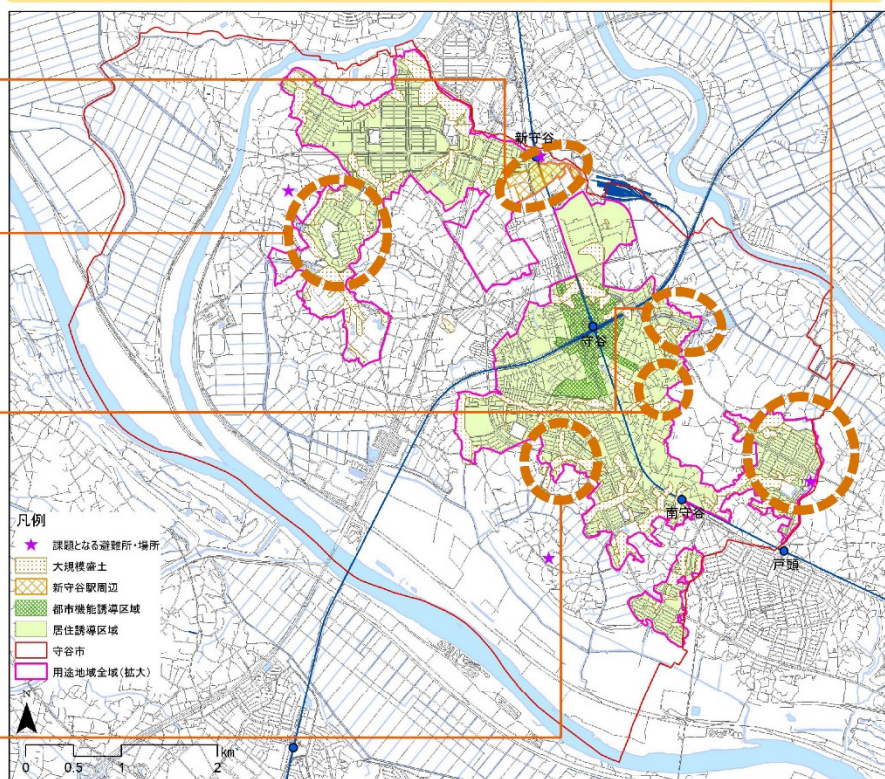 新守谷
守谷
南守谷
戸頭
凡例
課題となる避難所・場所
大規模盛土
新守谷駅周辺
都市機能誘導区域
居住誘導区域
守谷市
用途地域全域(拡大)
0 0.5 1 2 km